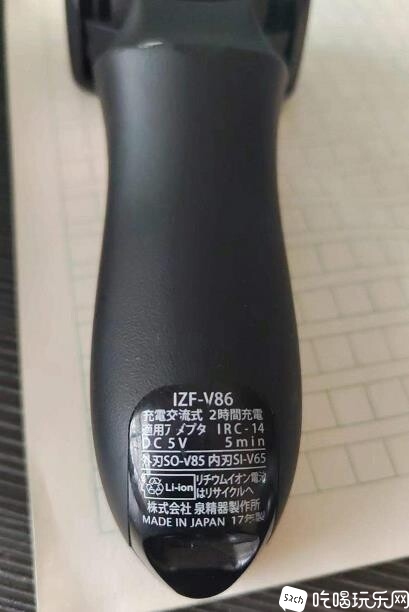 IZF-V86
充電交流式 2時間充電
適用アダプタ IRC-14
DC5V 5min
外刃SO-V85 内刃SI-V65
Li-ion リチウムイオン電池
はリサイクルへ
株式会社 泉精器製作所
MADE IN JAPAN 17年製
Sach 吃喝玩乐网